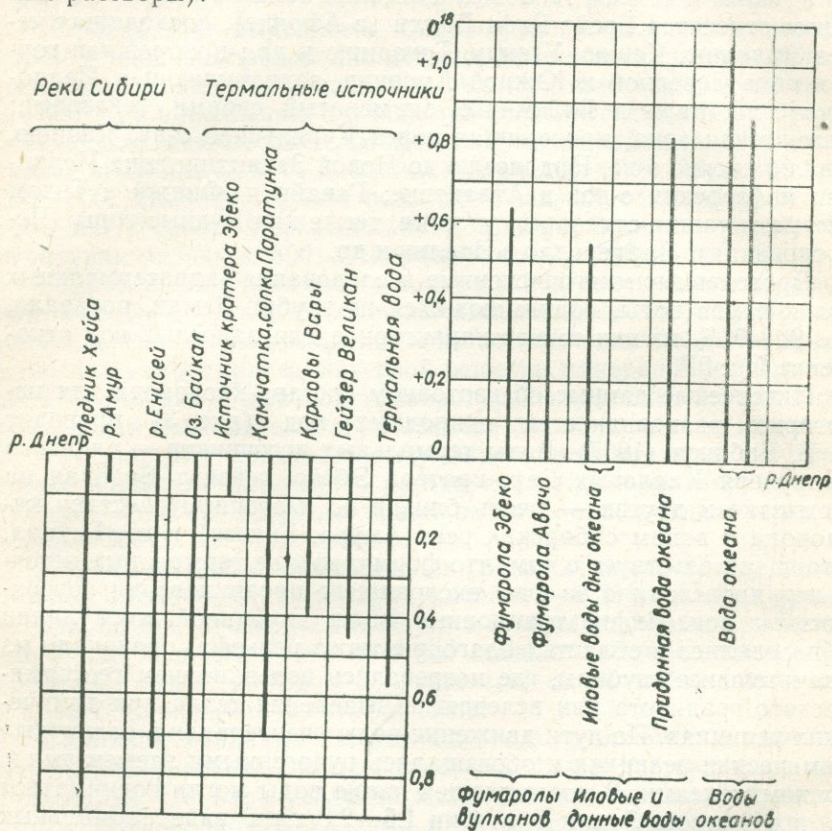 O¹⁸
+1,0
+0,8
+0,6
+0,4
+0,2
0
Реки Сибири
Термальные источники
р. Днепр
Ледник Хейса
р. Амур
р. Енисей
Оз. Байкал
Источник кратера Эбеко
Камчатка, сопка Паратунка
Карловы Вары
Гейзер Великан
Термальная вода
0,2
0,4
0,6
0,8
р. Днепр
Фумарола Эбеко
Фумарола Авачи
Иловые воды дна океана
Придонная вода океана
Вода океана
Фумаролы вулканов
Иловые и донные воды
Воды океанов